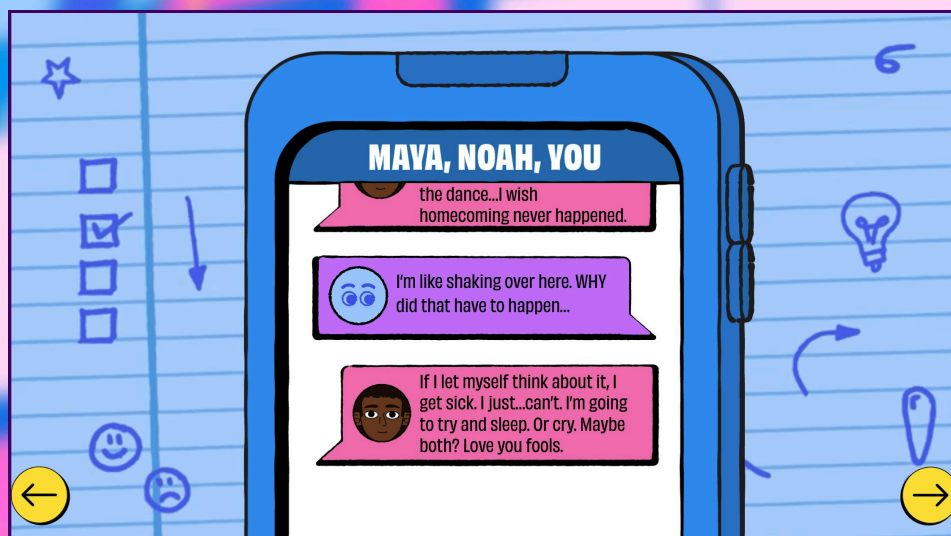 MAYA, NOAH, YOU
the dance...I wish
homecoming never happened.
I'm like shaking over here. WHY
did that have to happen...
If I let myself think about it, I
get sick. I just...can't. I'm going
to try and sleep. Or cry. Maybe
both? Love you fools.